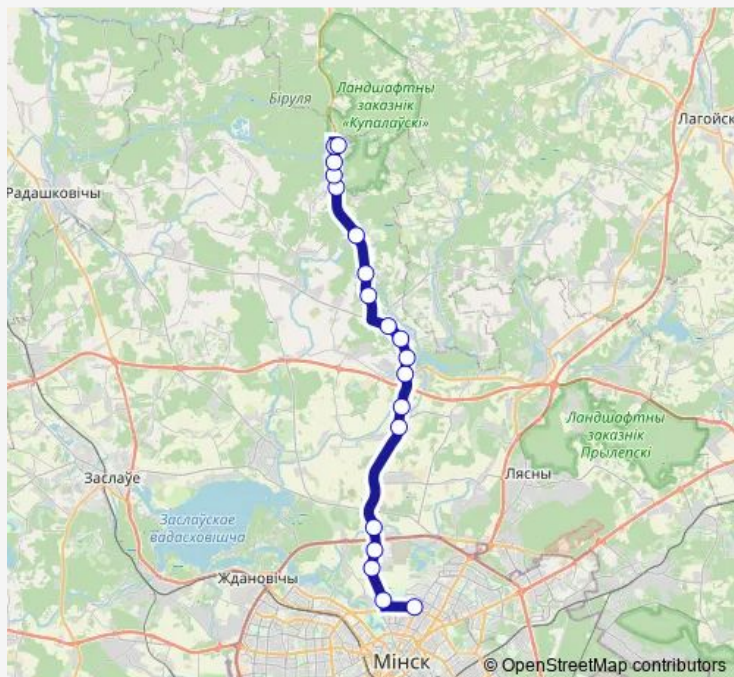 Біруля
Ландшафтны
заказнік
«Купалаўскі»
Лагойск
Радашковічы
Ландшафтны
заказнік
Прылепскі
Заслаўе
Лясны
Заслаўскае
вадасховішча
Ждановічы
Мінск
© OpenStreetMap contributors